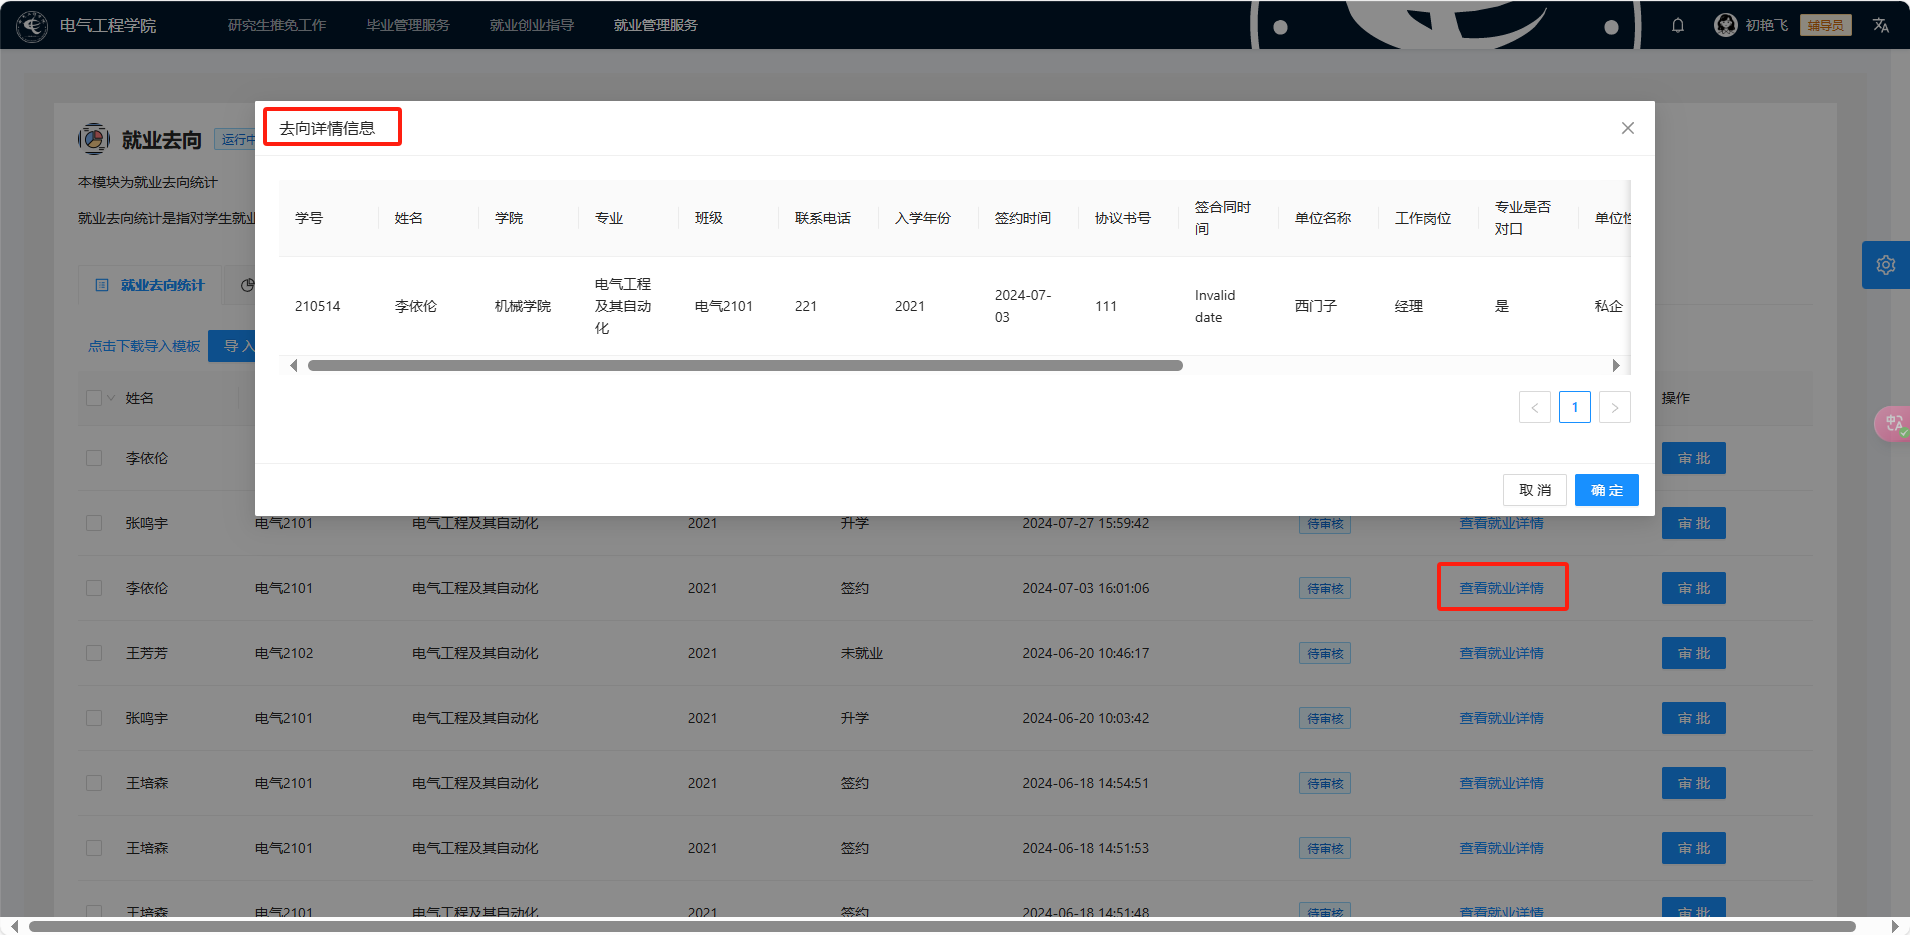 电气工程学院
研究生推免工作
毕业管理服务
就业创业指导
就业管理服务
初艳飞
辅导员
就业去向
运行中
本模块为就业去向统计
就业去向统计是指对学生就业
就业去向统计
点击下载导入模板
导 入
去向详情信息
学号
姓名
学院
专业
班级
联系电话
入学年份
签约时间
协议书号
签合同时
间
单位名称
工作岗位
专业是否
对口
单位性
210514
李依伦
机械学院
电气工程
及其自动
化
电气2101
221
2021
2024-07-
03
111
Invalid
date
西门子
经理
是
私企
<
1
>
取 消
确 定
姓名
操作
李依伦
审 批
张鸣宇 电气2101 电气工程及其自动化 2021 升学 2024-07-27 15:59:42 待审核 查看就业详情 审 批
李依伦 电气2101 电气工程及其自动化 2021 签约 2024-07-03 16:01:06 待审核 查看就业详情 审 批
王芳芳 电气2102 电气工程及其自动化 2021 未就业 2024-06-20 10:46:17 待审核 查看就业详情 审 批
张鸣宇 电气2101 电气工程及其自动化 2021 升学 2024-06-20 10:03:42 待审核 查看就业详情 审 批
王培森 电气2101 电气工程及其自动化 2021 签约 2024-06-18 14:54:51 待审核 查看就业详情 审 批
王培森 电气2101 电气工程及其自动化 2021 签约 2024-06-18 14:51:53 待审核 查看就业详情 审 批
王培森 电气2101 电气工程及其自动化 2021 签约 2024-06-18 14:51:48 待审核 查看就业详情 审 批